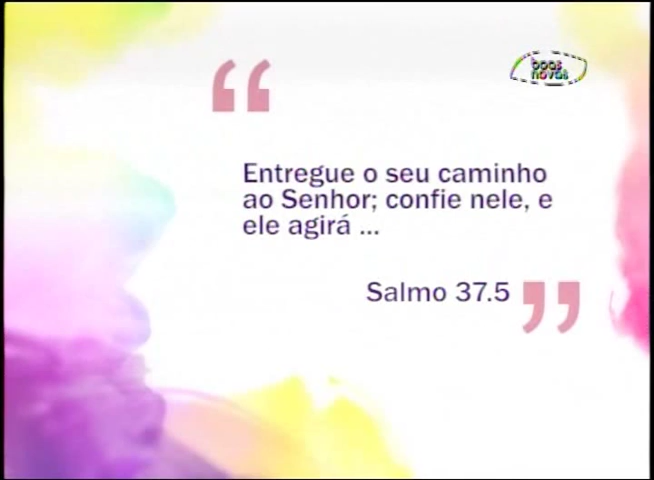 boas
novas
Entregue o seu caminho
ao Senhor; confie nele, e
ele agirá ...
Salmo 37.5